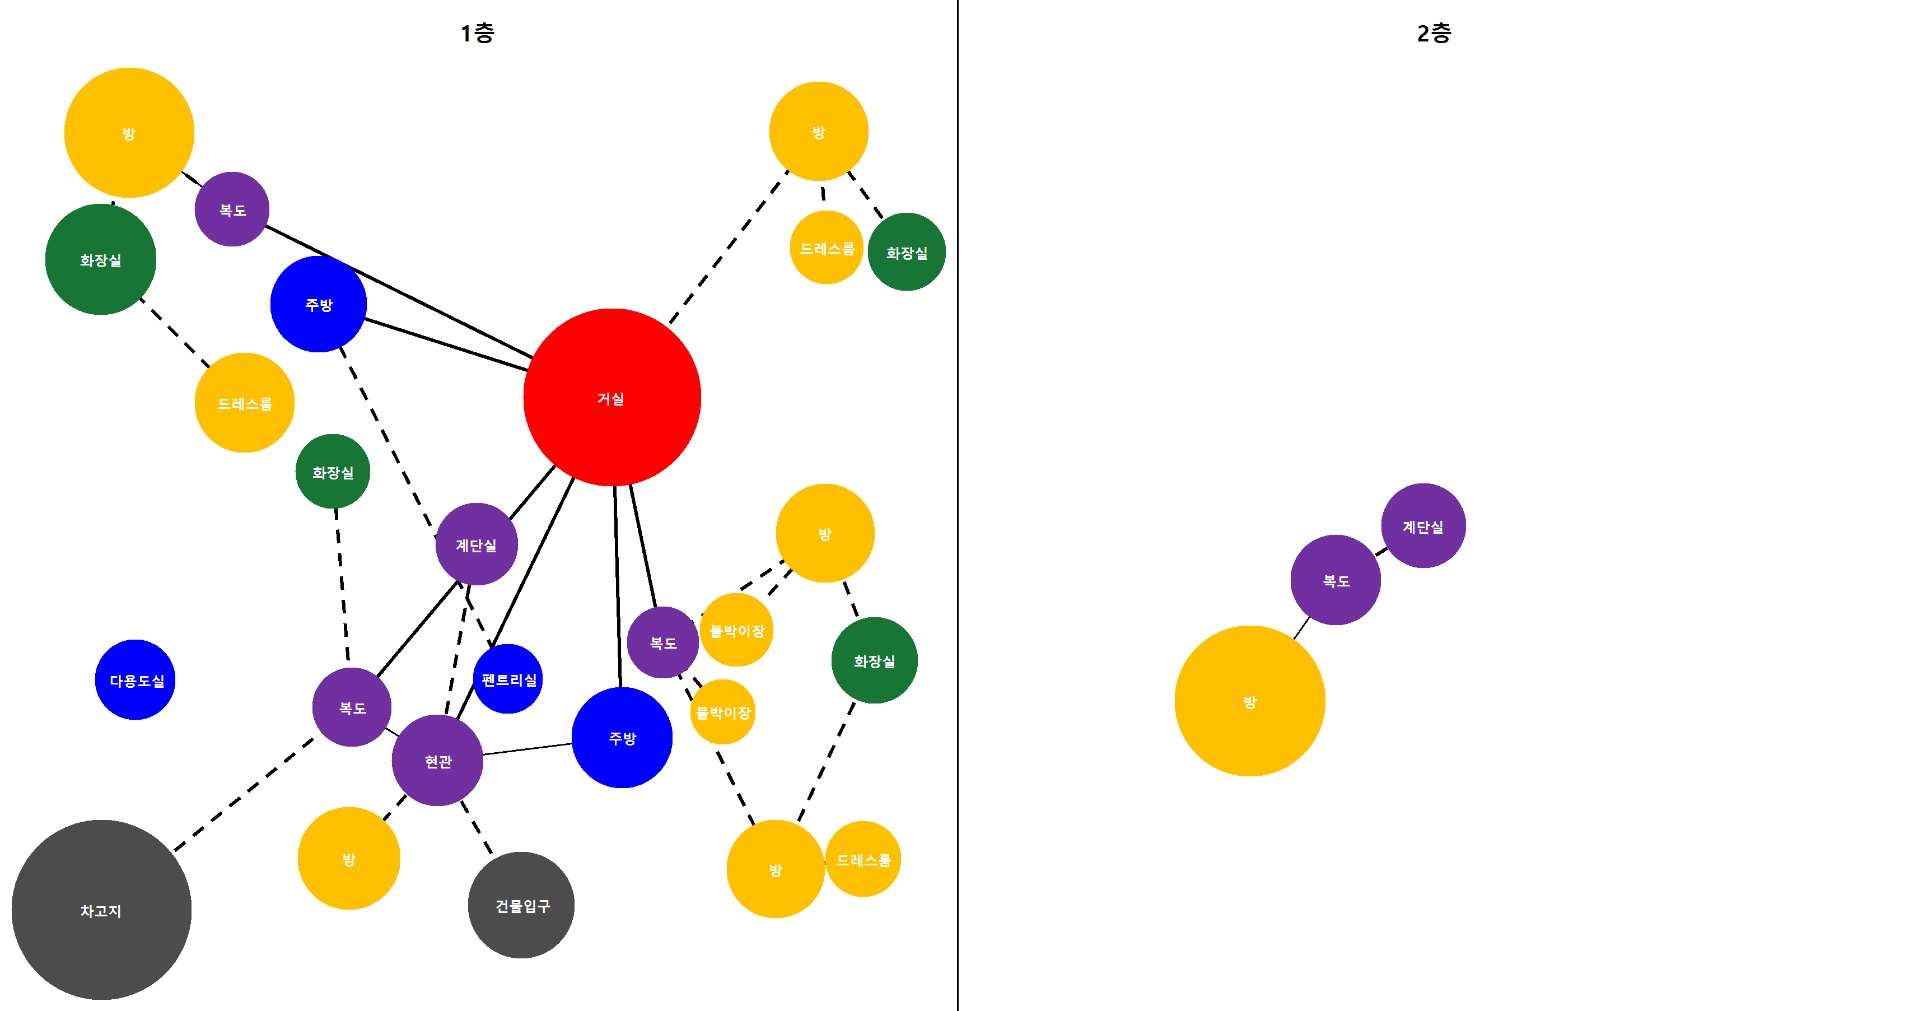 1층
2층
방
방
복도
드레스룸
화장실
화장실
주방
거실
드레스룸
화장실
계단실
방
계단실
복도
복도
붙박이장
화장실
다용도실
펜트리실
방
복도
붙박이장
주방
현관
방
드레스룸
방
차고지
건물입구